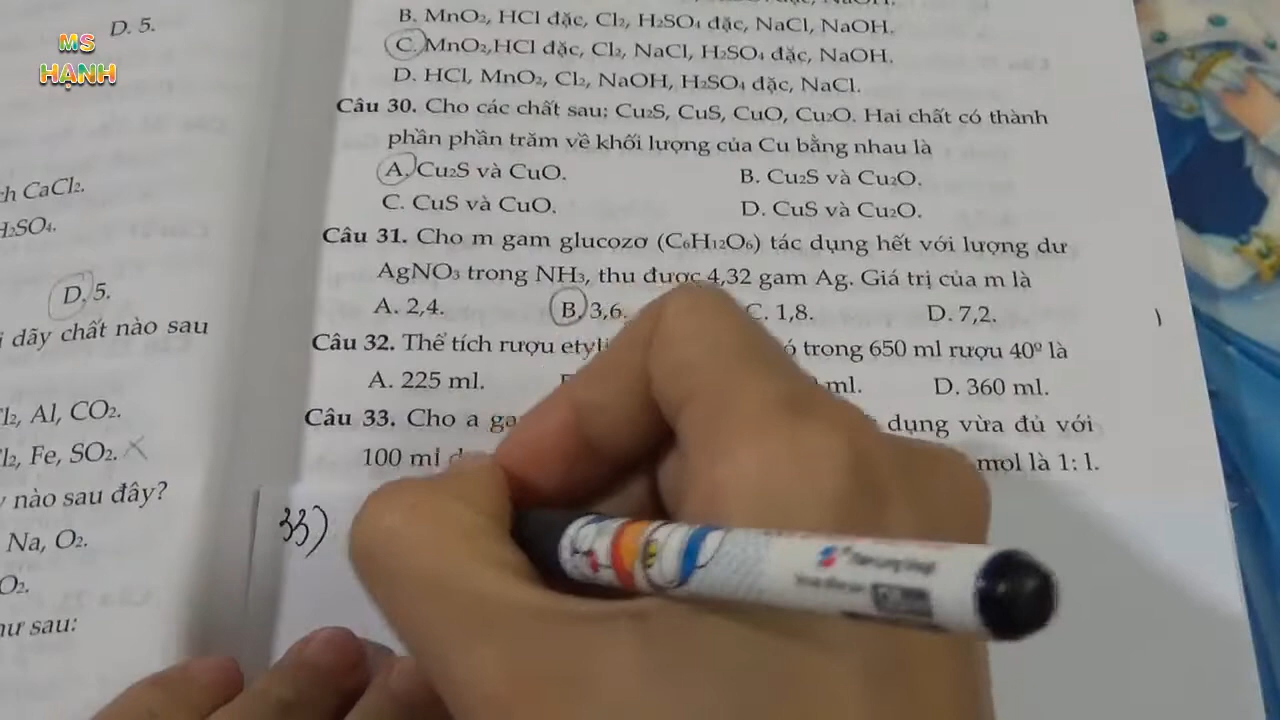 MS
HẠNH
D. 5.
ch CaCl₂.
H₂SO₄.
D. 5.
dãy chất nào sau
l₂, Al, CO₂.
l₂, Fe, SO₂.
nào sau đây?
Na, O₂.
O₂.
sau:
B. MnO₂, HCl đặc, Cl₂, H₂SO₄ đặc, NaCl, NaOH.
C. MnO₂,HCl đặc, Cl₂, NaCl, H₂SO₄ đặc, NaOH.
D. HCl, MnO₂, Cl₂, NaOH, H₂SO₄ đặc, NaCl.
Câu 30. Cho các chất sau: Cu₂S, CuS, CuO, Cu₂O. Hai chất có thành
phần phần trăm về khối lượng của Cu bằng nhau là
A. Cu₂S và CuO. B. Cu₂S và Cu₂O.
C. CuS và CuO. D. CuS và Cu₂O.
Câu 31. Cho m gam glucozơ (C₆H₁₂O₆) tác dụng hết với lượng dư
AgNO₃ trong NH₃, thu được 4,32 gam Ag. Giá trị của m là
A. 2,4. B. 3,6. C. 1,8. D. 7,2.
Câu 32. Thể tích rượu etyli ó trong 650 ml rượu 40º là
A. 225 ml. ml. D. 360 ml.
Câu 33. Cho a ga dụng vừa đủ với
100 ml d mol là 1: l.
33)